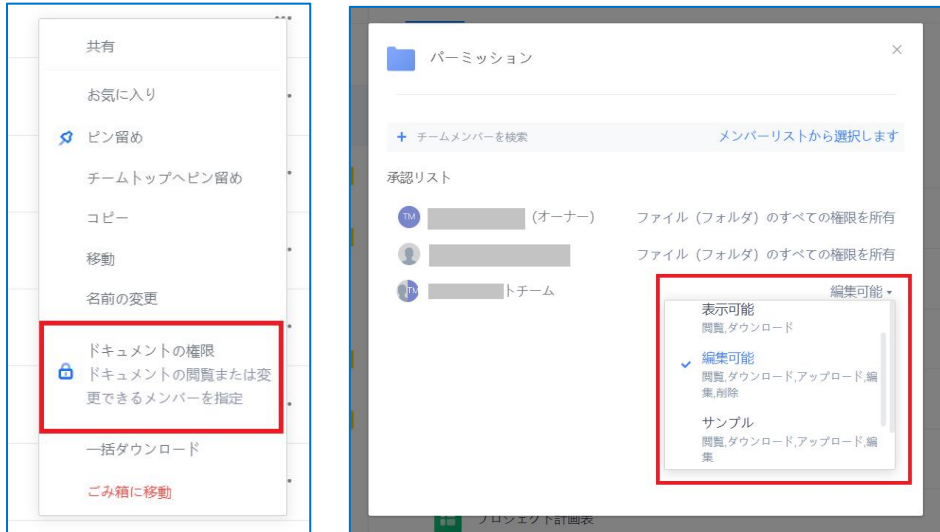 共有
お気に入り
ピン留め
チームトップへピン留め
コピー
移動
名前の変更
ドキュメントの権限
ドキュメントの閲覧または変
更できるメンバーを指定
一括ダウンロード
ごみ箱に移動
パーミッション
チームメンバーを検索
メンバーリストから選択します
承認リスト
TM
(オーナー)
ファイル（フォルダ）のすべての権限を所有
ファイル（フォルダ）のすべての権限を所有
TM
トチーム
編集可能
表示可能
閲覧,ダウンロード
編集可能
閲覧,ダウンロード,アップロード,編
集,削除
サンプル
閲覧,ダウンロード,アップロード,編
集
プロジェクト計画表